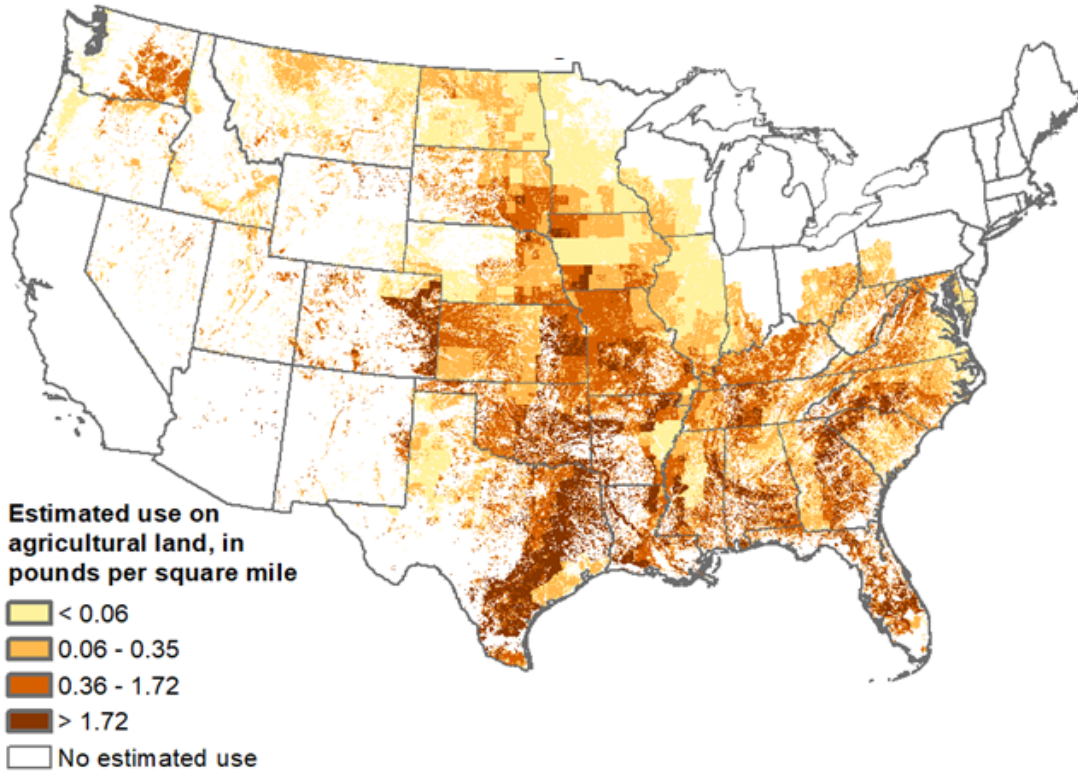 Estimated use on
agricultural land, in
pounds per square mile
< 0.06
0.06 - 0.35
0.36 - 1.72
> 1.72
No estimated use